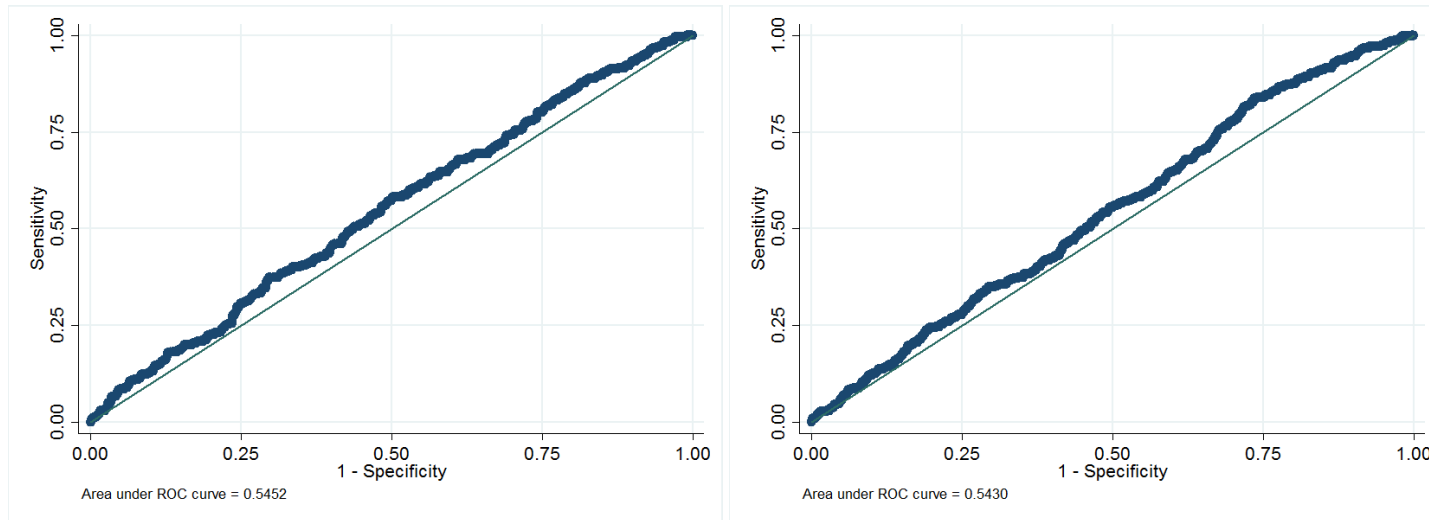 1.00
0.75
Sensitivity
0.50
0.25
0.00
0.00 0.25 0.50 0.75 1.00
1 - Specificity
Area under ROC curve = 0.5452
1.00
0.75
Sensitivity
0.50
0.25
0.00
0.00 0.25 0.50 0.75 1.00
1 - Specificity
Area under ROC curve = 0.5430